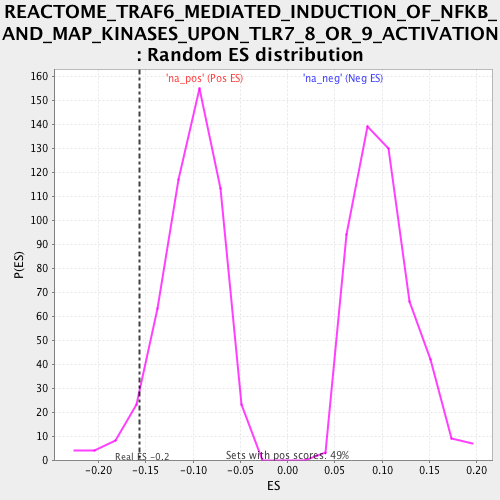 REACTOME_TRAF6_MEDIATED_INDUCTION_OF_NFKB_
AND_MAP_KINASES_UPON_TLR7_8_OR_9_ACTIVATION
: Random ES distribution
'na_pos' (Pos ES) 'na_neg' (Neg ES)
160
150
140
130
120
110
100
90
80
70
60
50
40
30
20
10
0
P(ES)
Real ES -0.2
Sets with pos scores: 49%
-0.20 -0.15 -0.10 -0.05 0.00 0.05 0.10 0.15 0.20
ES